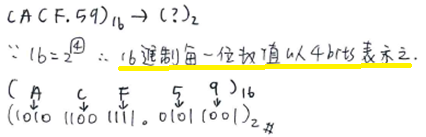 (ACF.59)₁₆ → (?)₂
∵ 16=2④ ∴ 16進制每一位數值以4bits表示之.
( A C F 5 9 )₁₆
↓ ↓ ↓ ↓ ↓
(1010 1100 1111 . 0101 1001)₂ #